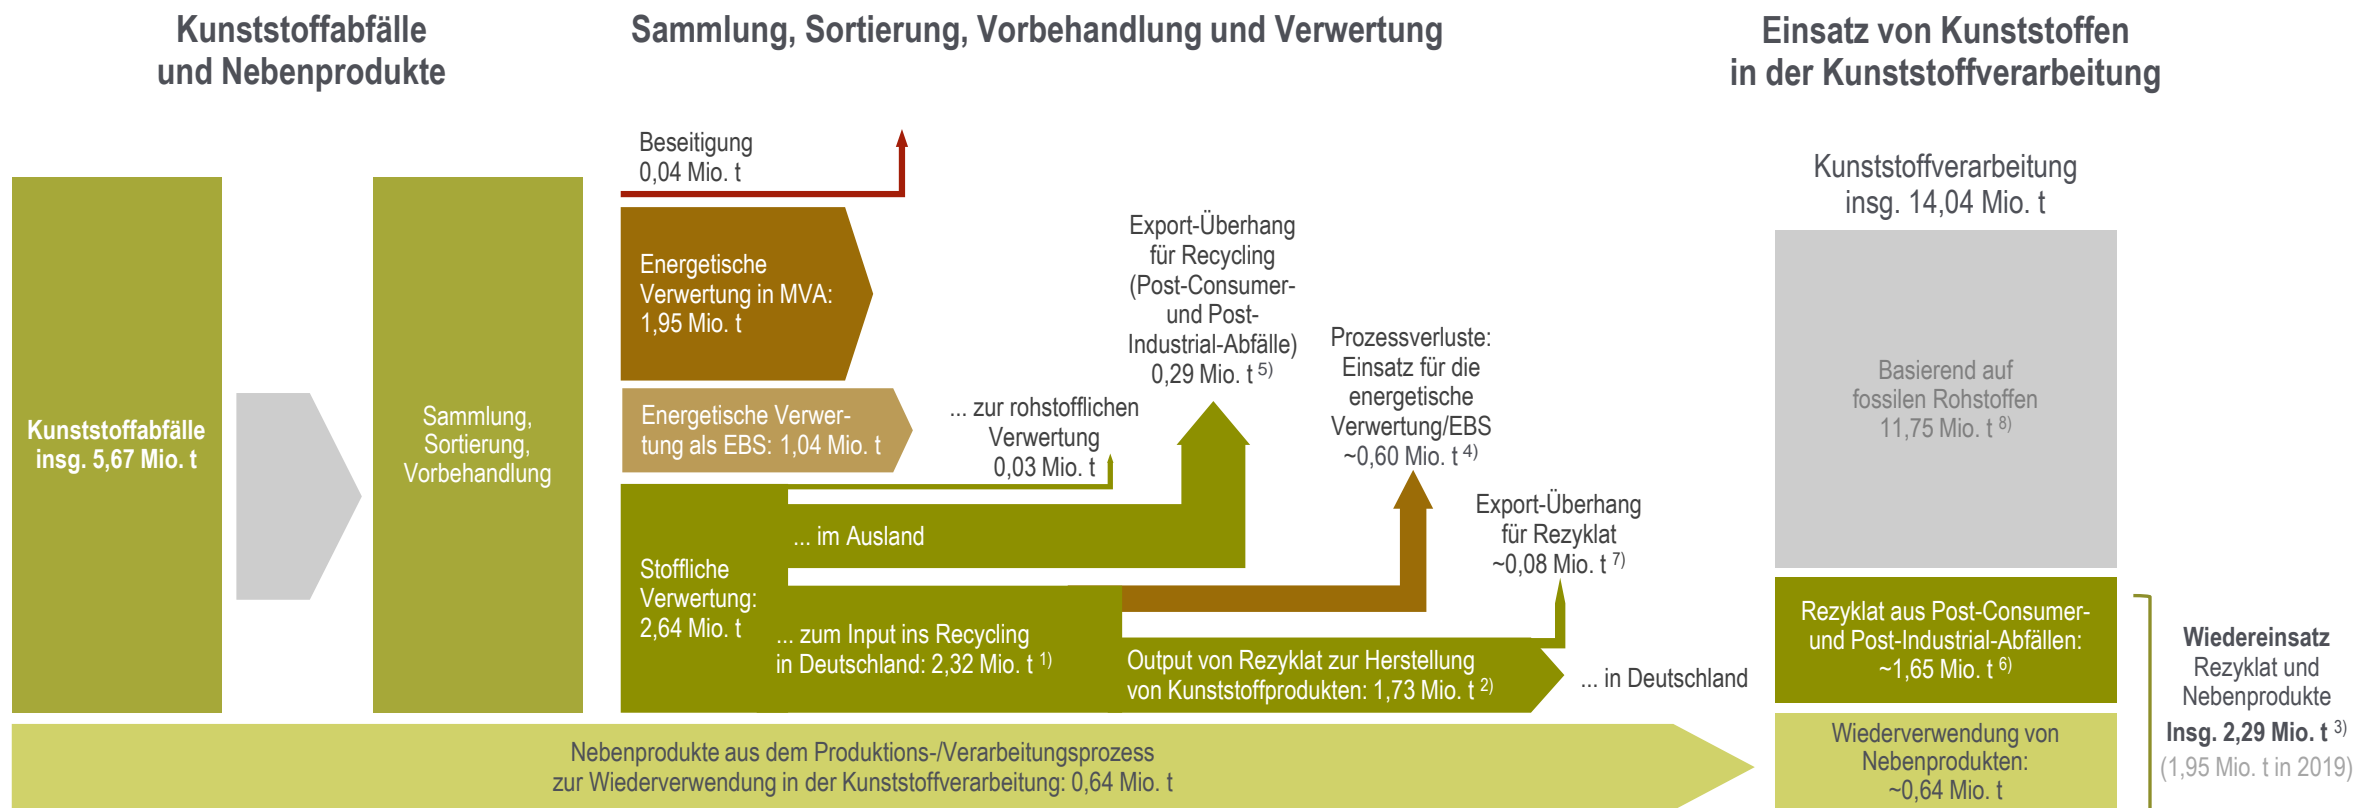 Kunststoffabfälle
und Nebenprodukte
Sammlung, Sortierung, Vorbehandlung und Verwertung
Einsatz von Kunststoffen
in der Kunststoffverarbeitung
Kunststoffabfälle
insg. 5,67 Mio. t
Sammlung,
Sortierung,
Vorbehandlung
Beseitigung
0,04 Mio. t
Energetische
Verwertung in MVA:
1,95 Mio. t
Energetische Verwer-
tung als EBS: 1,04 Mio. t
Stoffliche
Verwertung:
2,64 Mio. t
... zur rohstofflichen
Verwertung
0,03 Mio. t
... im Ausland
Export-Überhang
für Recycling
(Post-Consumer-
und Post-
Industrial-Abfälle)
0,29 Mio. t 5)
... zum Input ins Recycling
in Deutschland: 2,32 Mio. t 1)
Prozessverluste:
Einsatz für die
energetische
Verwertung/EBS
~0,60 Mio. t 4)
Output von Rezyklat zur Herstellung
von Kunststoffprodukten: 1,73 Mio. t 2)
Export-Überhang
für Rezyklat
~0,08 Mio. t 7)
... in Deutschland
Nebenprodukte aus dem Produktions-/Verarbeitungsprozess
zur Wiederverwendung in der Kunststoffverarbeitung: 0,64 Mio. t
Kunststoffverarbeitung
insg. 14,04 Mio. t
Basierend auf
fossilen Rohstoffen
11,75 Mio. t 8)
Rezyklat aus Post-Consumer-
und Post-Industrial-Abfällen:
~1,65 Mio. t 6)
Wiederverwendung von
Nebenprodukten:
~0,64 Mio. t
Wiedereinsatz
Rezyklat und
Nebenprodukte
Insg. 2,29 Mio. t 3)
(1,95 Mio. t in 2019)